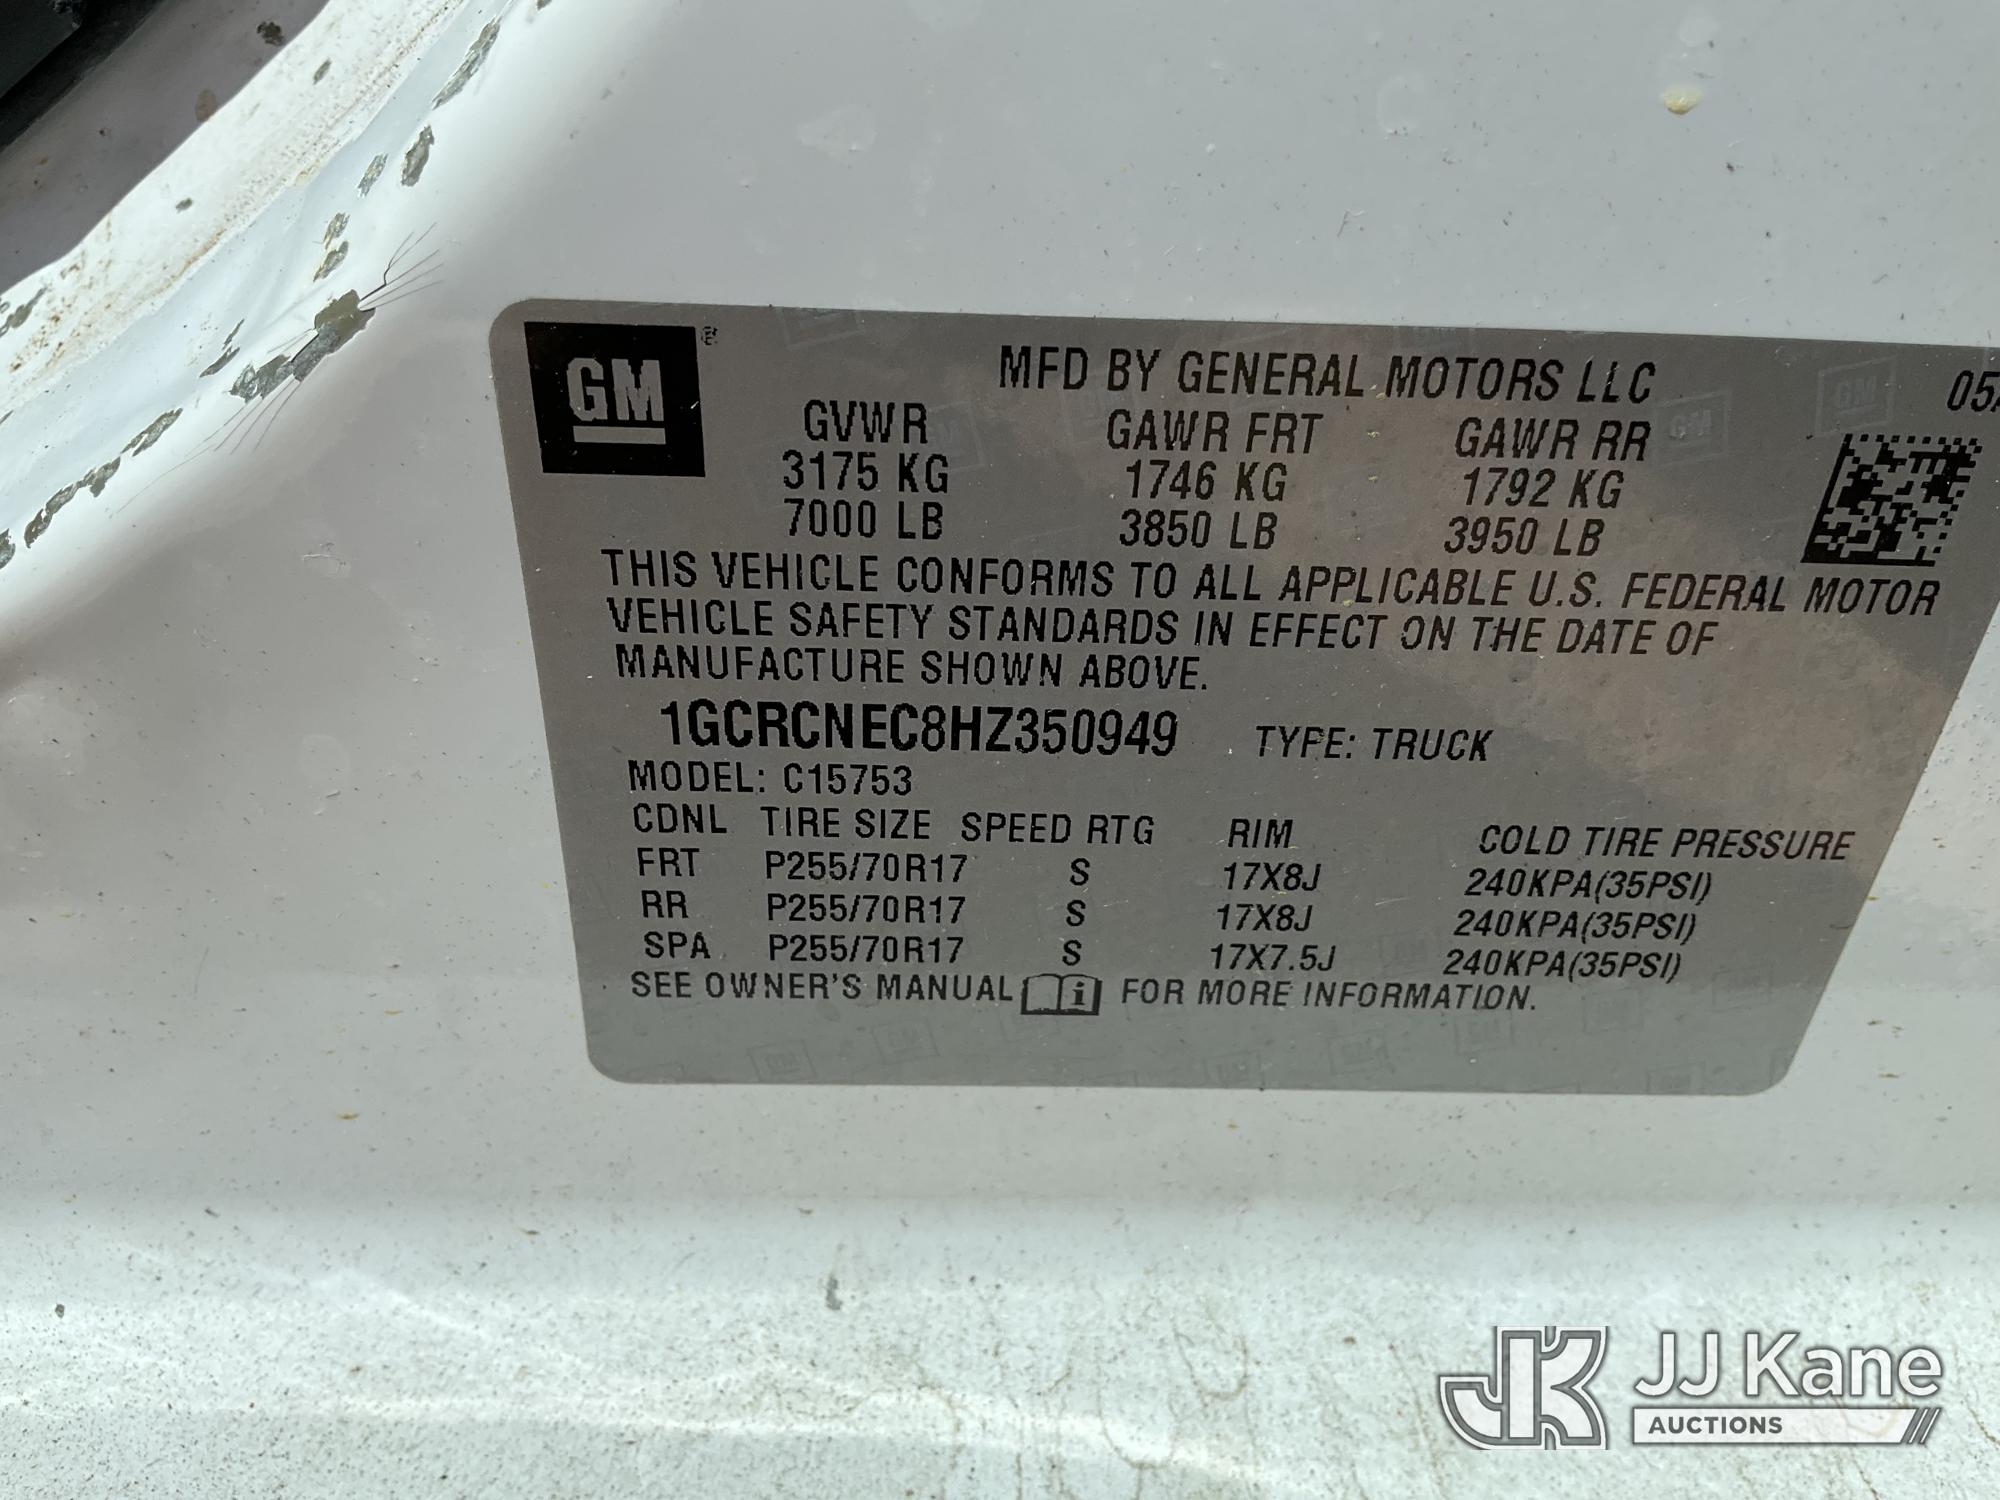 GM®
MFD BY GENERAL MOTORS LLC
GVWR GAWR FRT GAWR RR
3175 KG 1746 KG 1792 KG
7000 LB 3850 LB 3950 LB
THIS VEHICLE CONFORMS TO ALL APPLICABLE U.S. FEDERAL MOTOR
VEHICLE SAFETY STANDARDS IN EFFECT ON THE DATE OF
MANUFACTURE SHOWN ABOVE.
1GCRCNEC8HZ350949 TYPE: TRUCK
MODEL: C15753
CDNL TIRE SIZE SPEED RTG RIM COLD TIRE PRESSURE
FRT P255/70R17 S 17X8J 240KPA(35PSI)
RR P255/70R17 S 17X8J 240KPA(35PSI)
SPA P255/70R17 S 17X7.5J 240KPA(35PSI)
SEE OWNER'S MANUAL FOR MORE INFORMATION.
JK JJ Kane
AUCTIONS